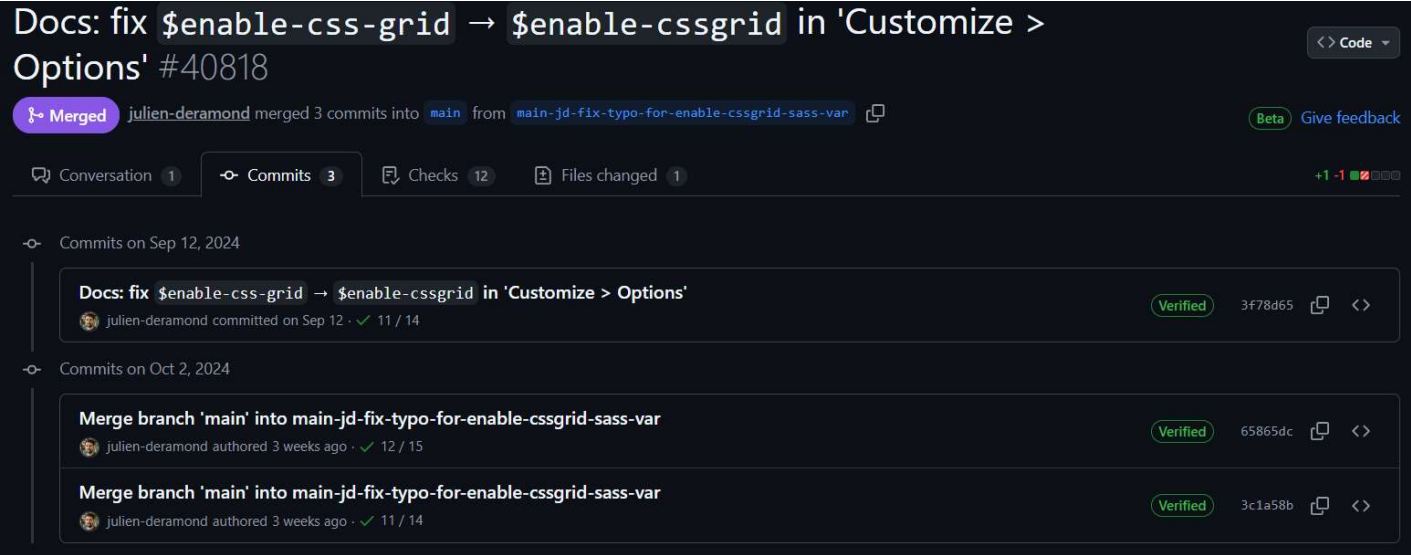 Docs: fix $enable-css-grid → $enable-cssgrid in 'Customize >
Options' #40818
Code
Merged julien-deramond merged 3 commits into main from main-jd-fix-typo-for-enable-cssgrid-sass-var
Beta Give feedback
Conversation 1 Commits 3 Checks 12 Files changed 1 +1 -1
Commits on Sep 12, 2024
Docs: fix $enable-css-grid → $enable-cssgrid in 'Customize > Options'
julien-deramond committed on Sep 12 · ✓ 11 / 14
Verified 3f78d65
Commits on Oct 2, 2024
Merge branch 'main' into main-jd-fix-typo-for-enable-cssgrid-sass-var
julien-deramond authored 3 weeks ago · ✓ 12 / 15
Verified 65865dc
Merge branch 'main' into main-jd-fix-typo-for-enable-cssgrid-sass-var
julien-deramond authored 3 weeks ago · ✓ 11 / 14
Verified 3c1a58b